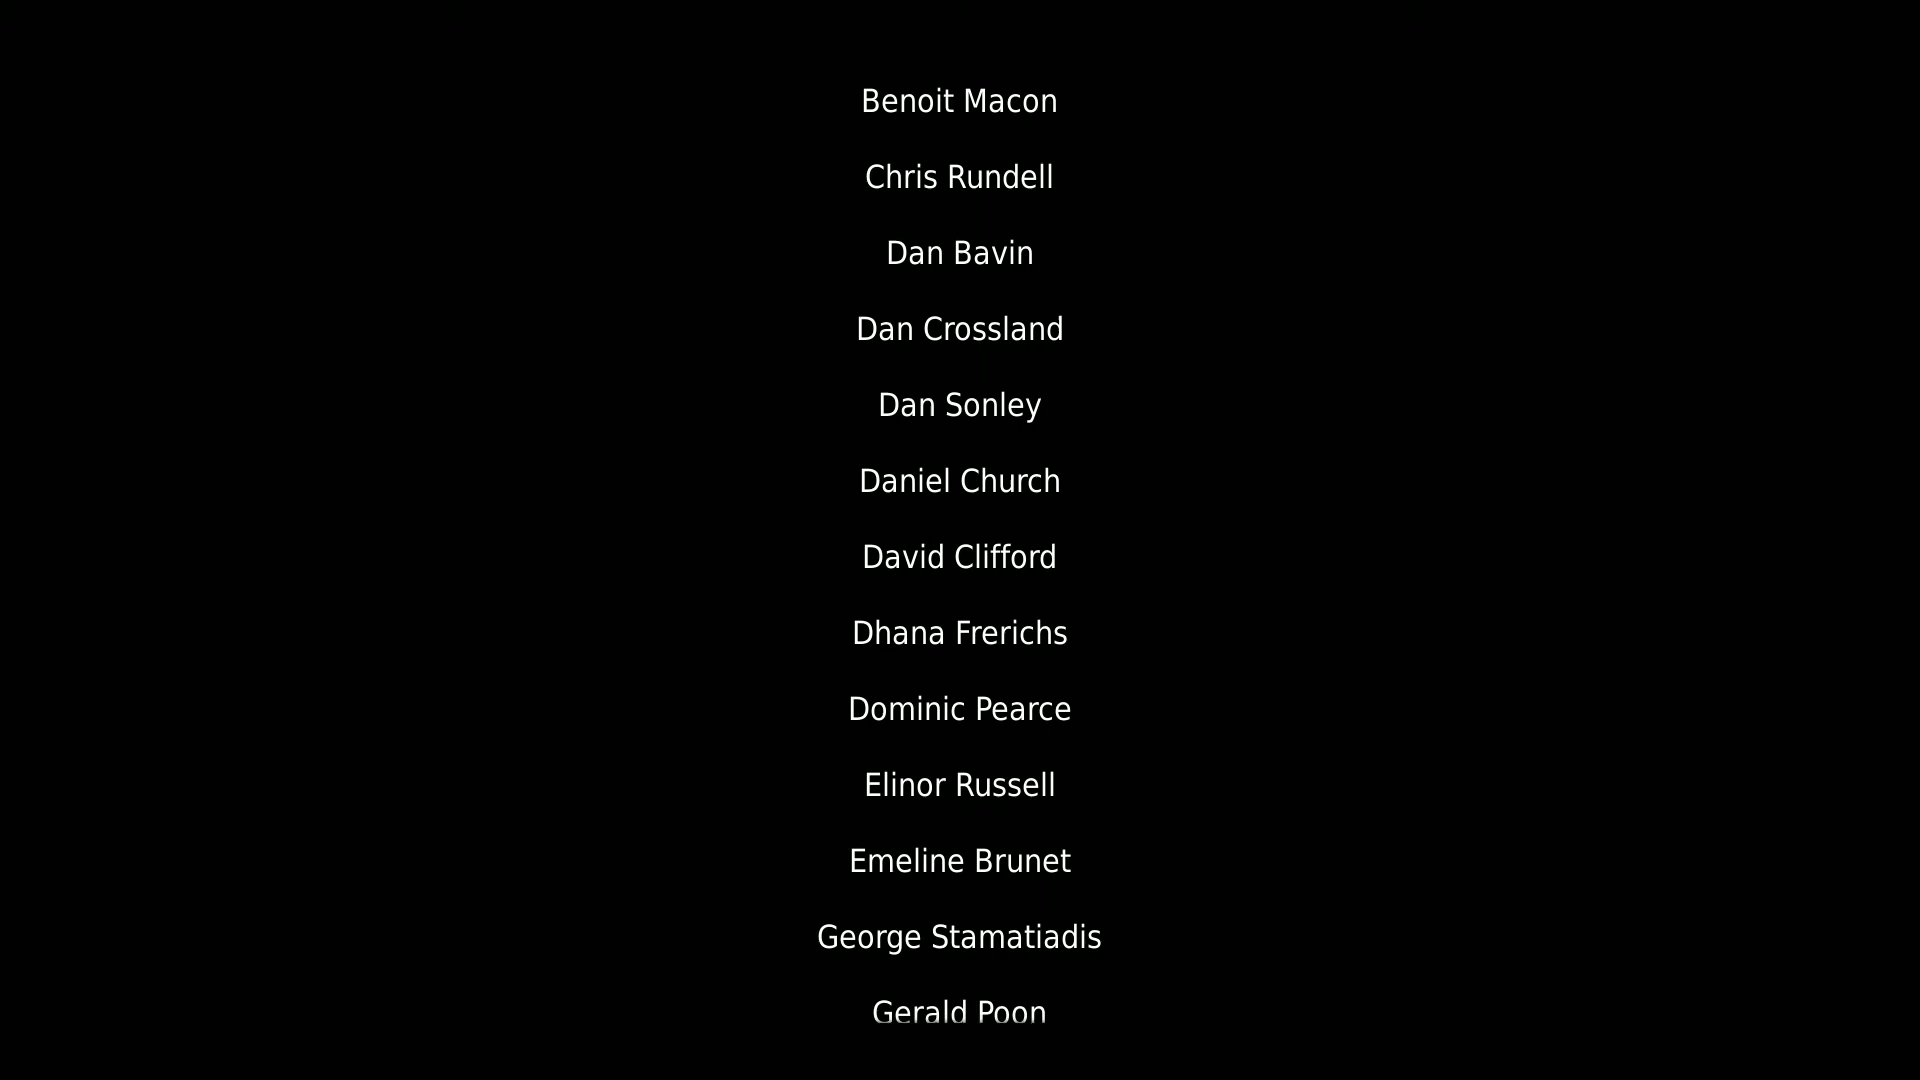 Benoit Macon
Chris Rundell
Dan Bavin
Dan Crossland
Dan Sonley
Daniel Church
David Clifford
Dhana Frerichs
Dominic Pearce
Elinor Russell
Emeline Brunet
George Stamatiadis
Gerald Poon